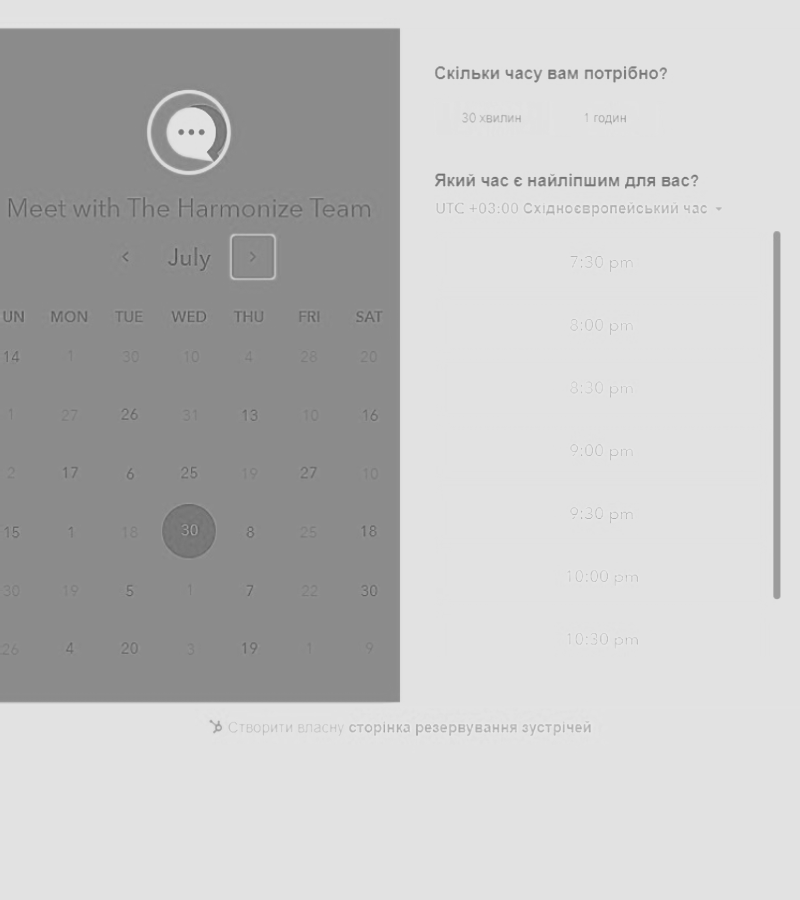 Meet with The Harmonize Team
July
UN MON TUE WED THU FRI SAT
14 1 30 10 4 28 20
1 27 26 31 13 10 16
2 17 6 25 19 27 10
15 1 18 30 8 25 18
30 19 5 1 7 22 30
26 4 20 3 19 1 9
Скільки часу вам потрібно?
30 хвилин 1 годин
Який час є найліпшим для вас?
UTC +03:00 Східноєвропейський час
7:30 pm
8:00 pm
8:30 pm
9:00 pm
9:30 pm
10:00 pm
10:30 pm
Створити власну сторінка резервування зустрічей